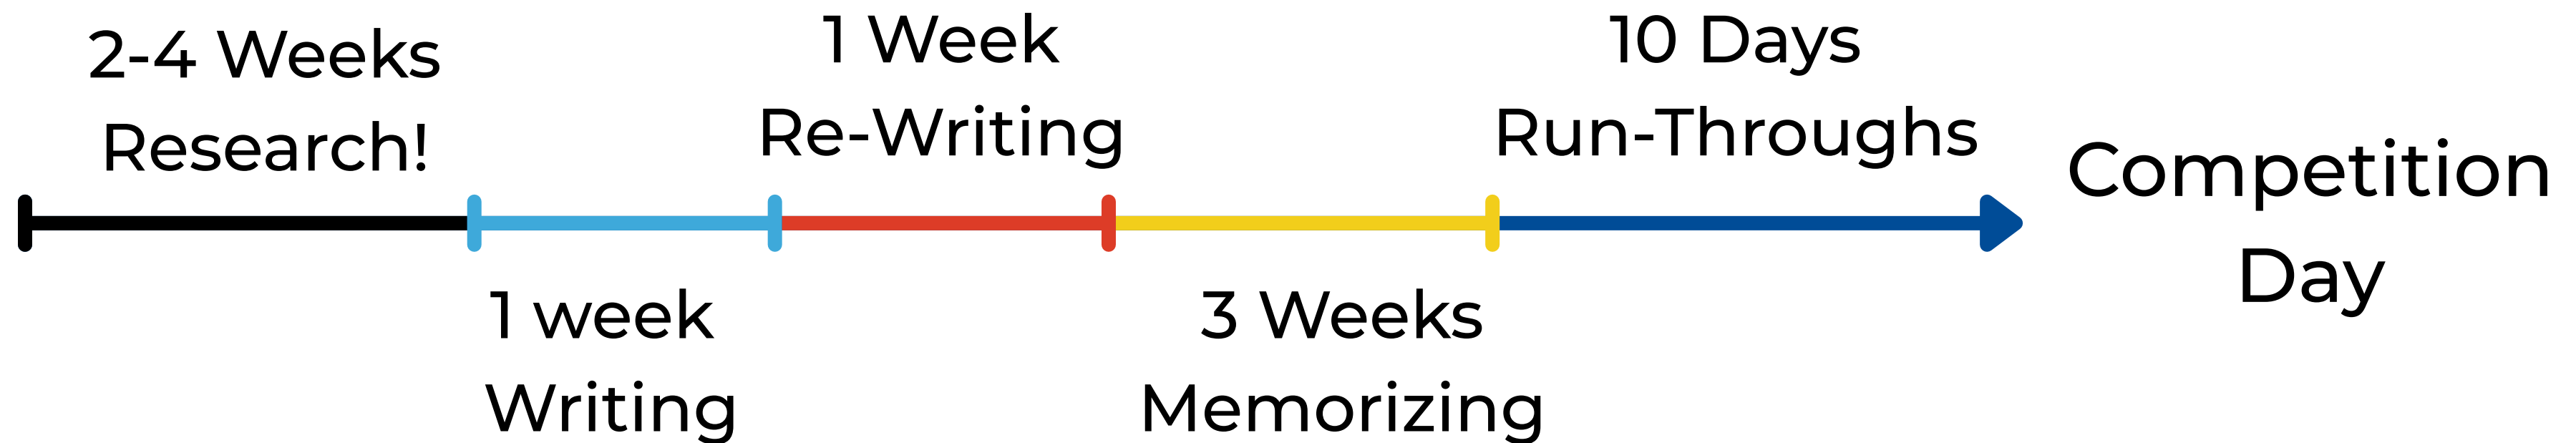 2-4 Weeks
Research!
1 week
Writing
1 Week
Re-Writing
3 Weeks
Memorizing
10 Days
Run-Throughs
Competition
Day